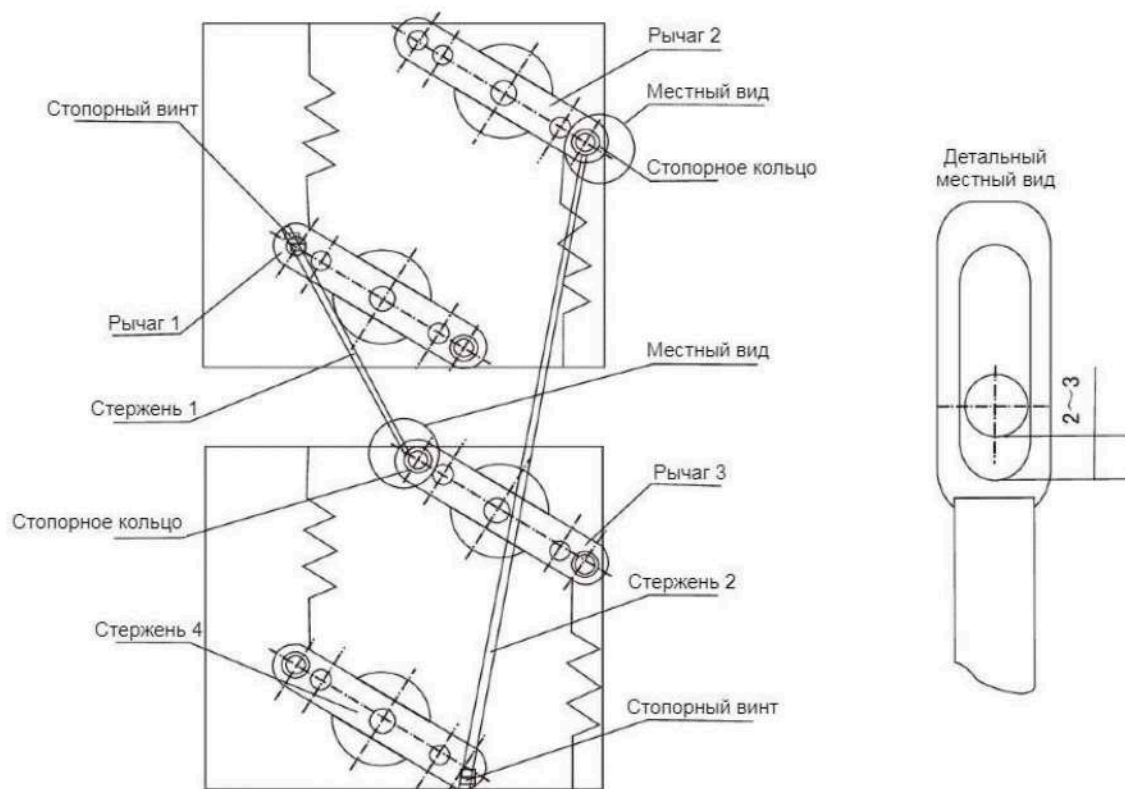 Рычаг 2
Стопорный винт
Местный вид
Стопорное кольцо
Детальный
местный вид
Рычаг 1
Местный вид
Стержень 1
2~3
Рычаг 3
Стопорное кольцо
Стержень 2
Стержень 4
Стопорный винт